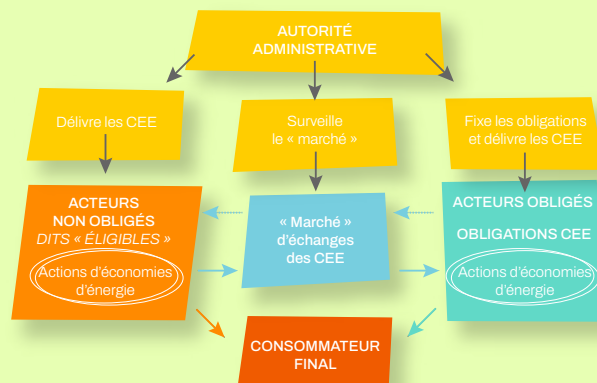 AUTORITÉ
ADMINISTRATIVE
Délivre les CEE
Surveille
le « marché »
Fixe les obligations
et délivre les CEE
ACTEURS
NON OBLIGÉS
DITS « ÉLIGIBLES »
Actions d'économies
d'énergie
« Marché »
d'échanges
des CEE
ACTEURS OBLIGÉS
OBLIGATIONS CEE
Actions d'économies
d'énergie
CONSOMMATEUR
FINAL